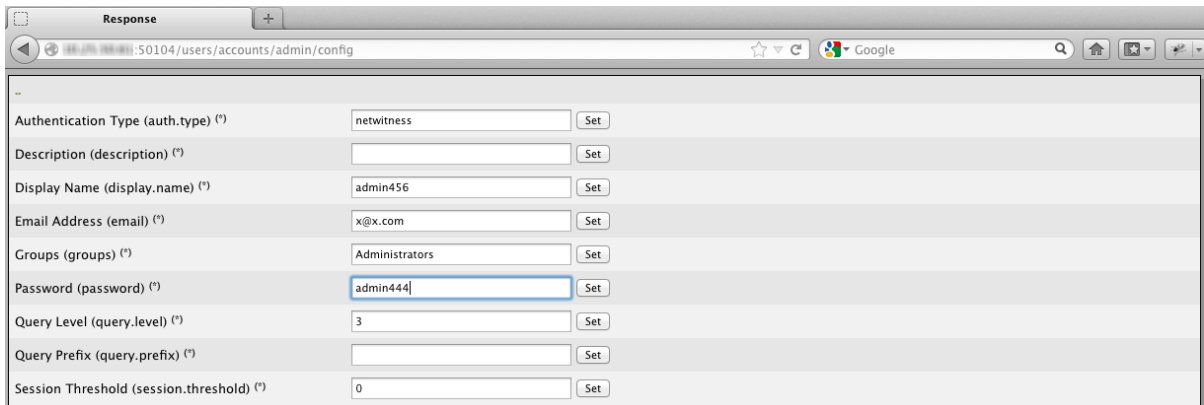 Response
:50104/users/accounts/admin/config
Google
..
Authentication Type (auth.type) (*) netwitness Set
Description (description) (*) Set
Display Name (display.name) (*) admin456 Set
Email Address (email) (*) x@x.com Set
Groups (groups) (*) Administrators Set
Password (password) (*) admin444 Set
Query Level (query.level) (*) 3 Set
Query Prefix (query.prefix) (*) Set
Session Threshold (session.threshold) (*) 0 Set